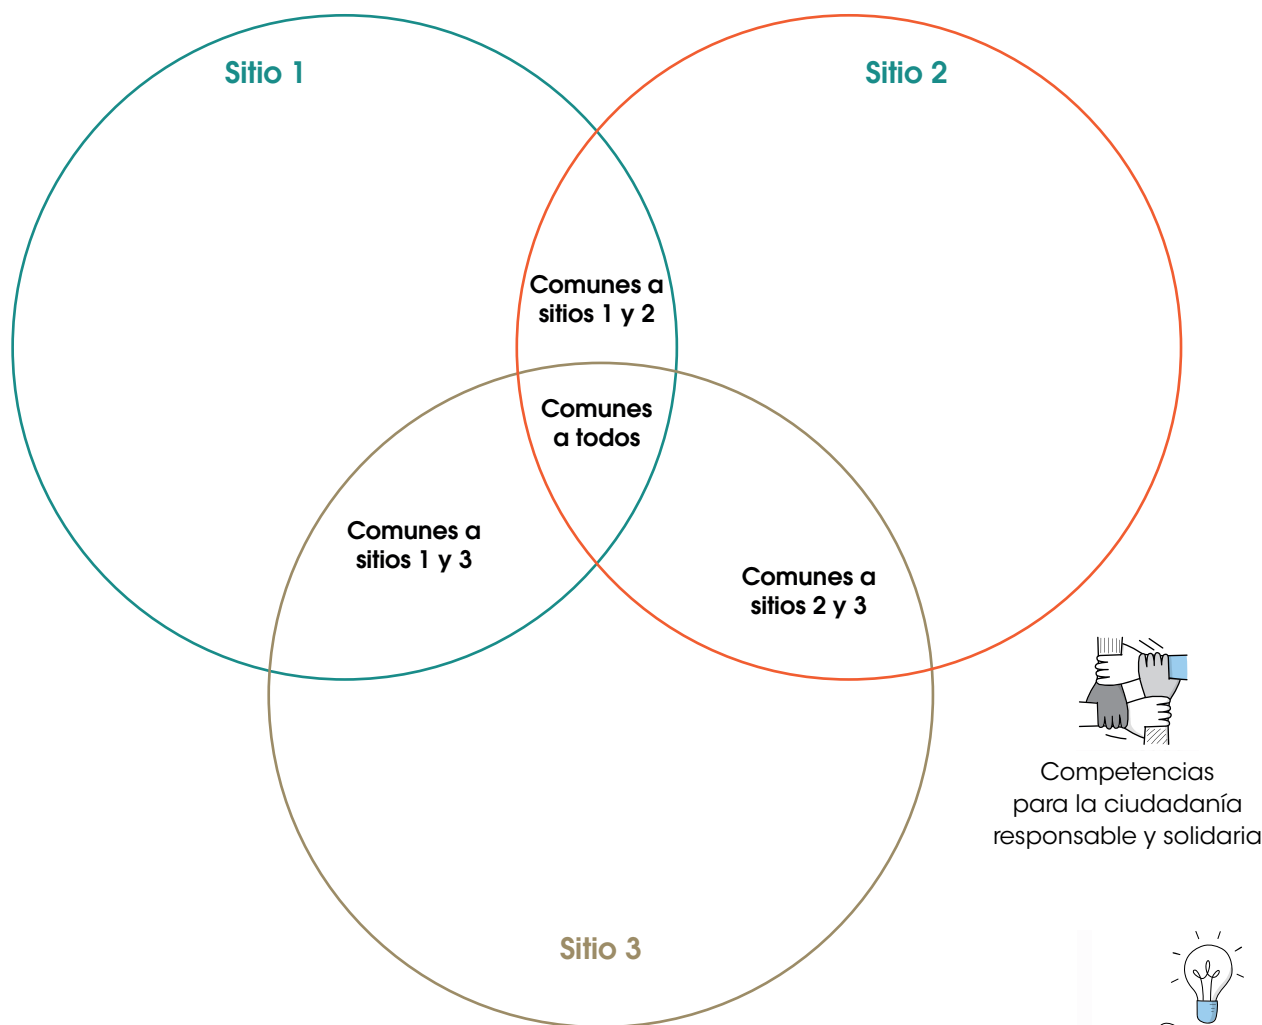 Sitio 1
Sitio 2
Comunes a
sitios 1 y 2
Comunes
a todos
Comunes a
sitios 1 y 3
Comunes a
sitios 2 y 3
Competencias
para la ciudadanía
responsable y solidaria
Sitio 3